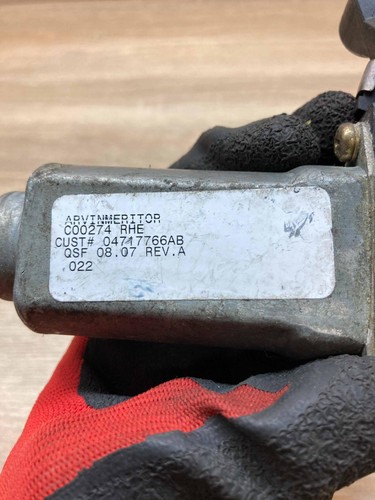 ARVINMERITOR
C00274 RHE
CUST# 04717766AB
QSF 08.07 REV.A
022